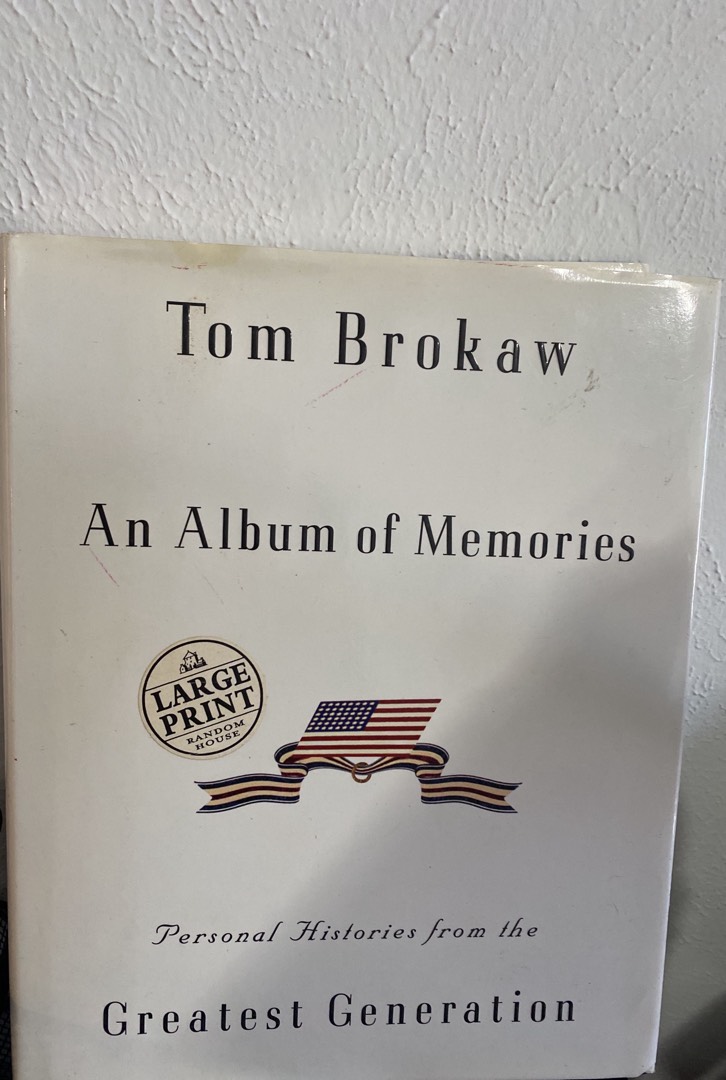 Tom Brokaw
An Album of Memories
LARGE
PRINT
RANDOM
HOUSE
Personal Histories from the
Greatest Generation